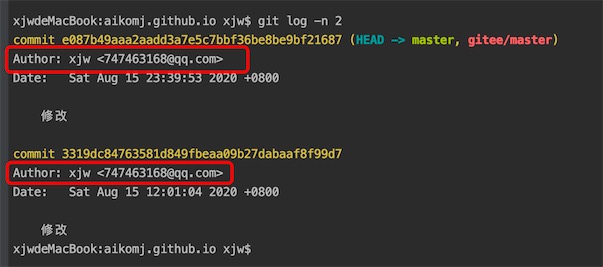 xjwdeMacBook:aikomj.github.io xjw$ git log -n 2
commit e087b49aaa2aadd3a7e5c7bbf36be8be9bf21687 (HEAD -> master, gitee/master)
Author: xjw <747463168@qq.com>
Date:   Sat Aug 15 23:39:53 2020 +0800
修改
commit 3319dc84763581d849fbeaa09b27dabaaf8f99d7
Author: xjw <747463168@qq.com>
Date:   Sat Aug 15 12:01:04 2020 +0800
修改
xjwdeMacBook:aikomj.github.io xjw$